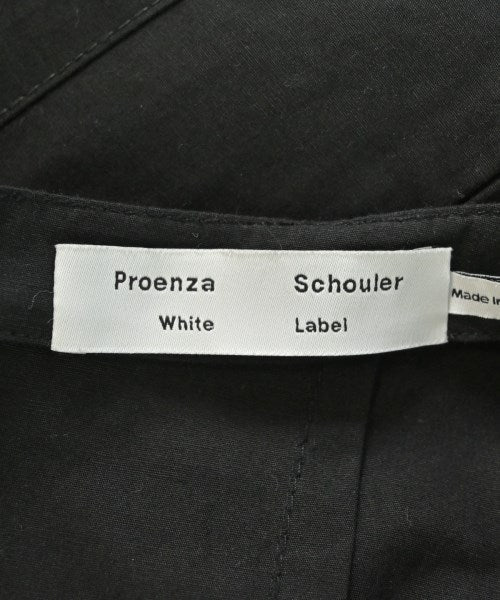 Proenza Schouler
White Label
Made in